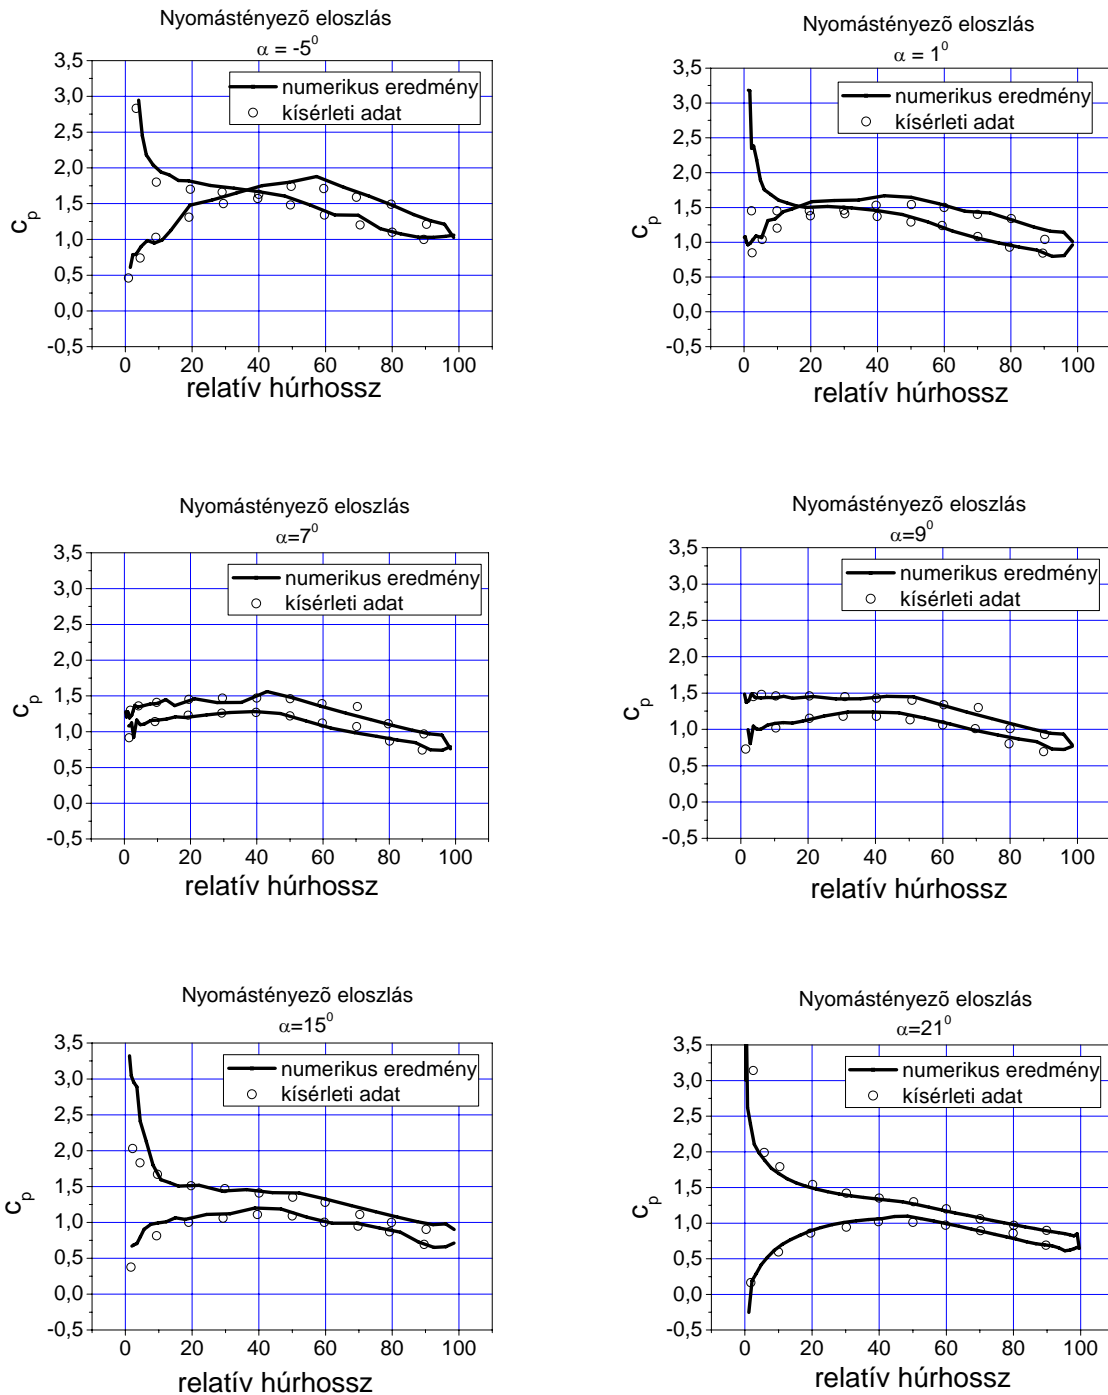 Nyomástényezõ eloszlás
α = -5⁰
3,5
3,0
2,5
2,0
1,5
1,0
0,5
0,0
-0,5
c_p
numerikus eredmény
kísérleti adat
0 20 40 60 80 100
relatív húrhossz
Nyomástényezõ eloszlás
α = 1⁰
3,5
3,0
2,5
2,0
1,5
1,0
0,5
0,0
-0,5
c_p
numerikus eredmény
kísérleti adat
0 20 40 60 80 100
relatív húrhossz
Nyomástényezõ eloszlás
α=7⁰
3,5
3,0
2,5
2,0
1,5
1,0
0,5
0,0
-0,5
c_p
numerikus eredmény
kísérleti adat
0 20 40 60 80 100
relatív húrhossz
Nyomástényezõ eloszlás
α=9⁰
3,5
3,0
2,5
2,0
1,5
1,0
0,5
0,0
-0,5
c_p
numerikus eredmény
kísérleti adat
0 20 40 60 80 100
relatív húrhossz
Nyomástényezõ eloszlás
α=15⁰
3,5
3,0
2,5
2,0
1,5
1,0
0,5
0,0
-0,5
c_p
numerikus eredmény
kísérleti adat
0 20 40 60 80 100
relatív húrhossz
Nyomástényezõ eloszlás
α=21⁰
3,5
3,0
2,5
2,0
1,5
1,0
0,5
0,0
-0,5
c_p
numerikus eredmény
kísérleti adat
0 20 40 60 80 100
relatív húrhossz